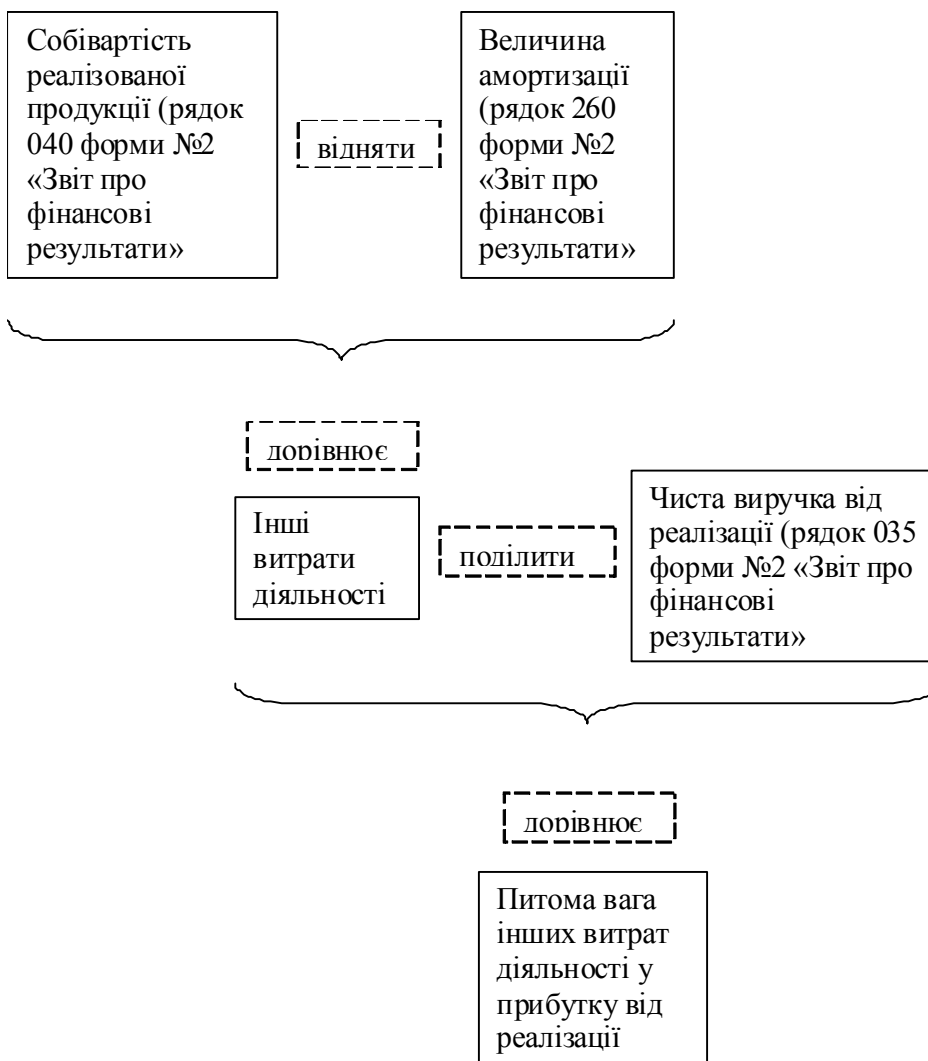 Собівартість
реалізованої
продукції (рядок
040 форми №2
«Звіт про
фінансові
результати»
відняти
Величина
амортизації
(рядок 260
форми №2
«Звіт про
фінансові
результати»
дорівнює
Інші
витрати
діяльності
поділити
Чиста виручка від
реалізації (рядок 035
форми №2 «Звіт про
фінансові
результати»
дорівнює
Питома вага
інших витрат
діяльності у
прибутку від
реалізації